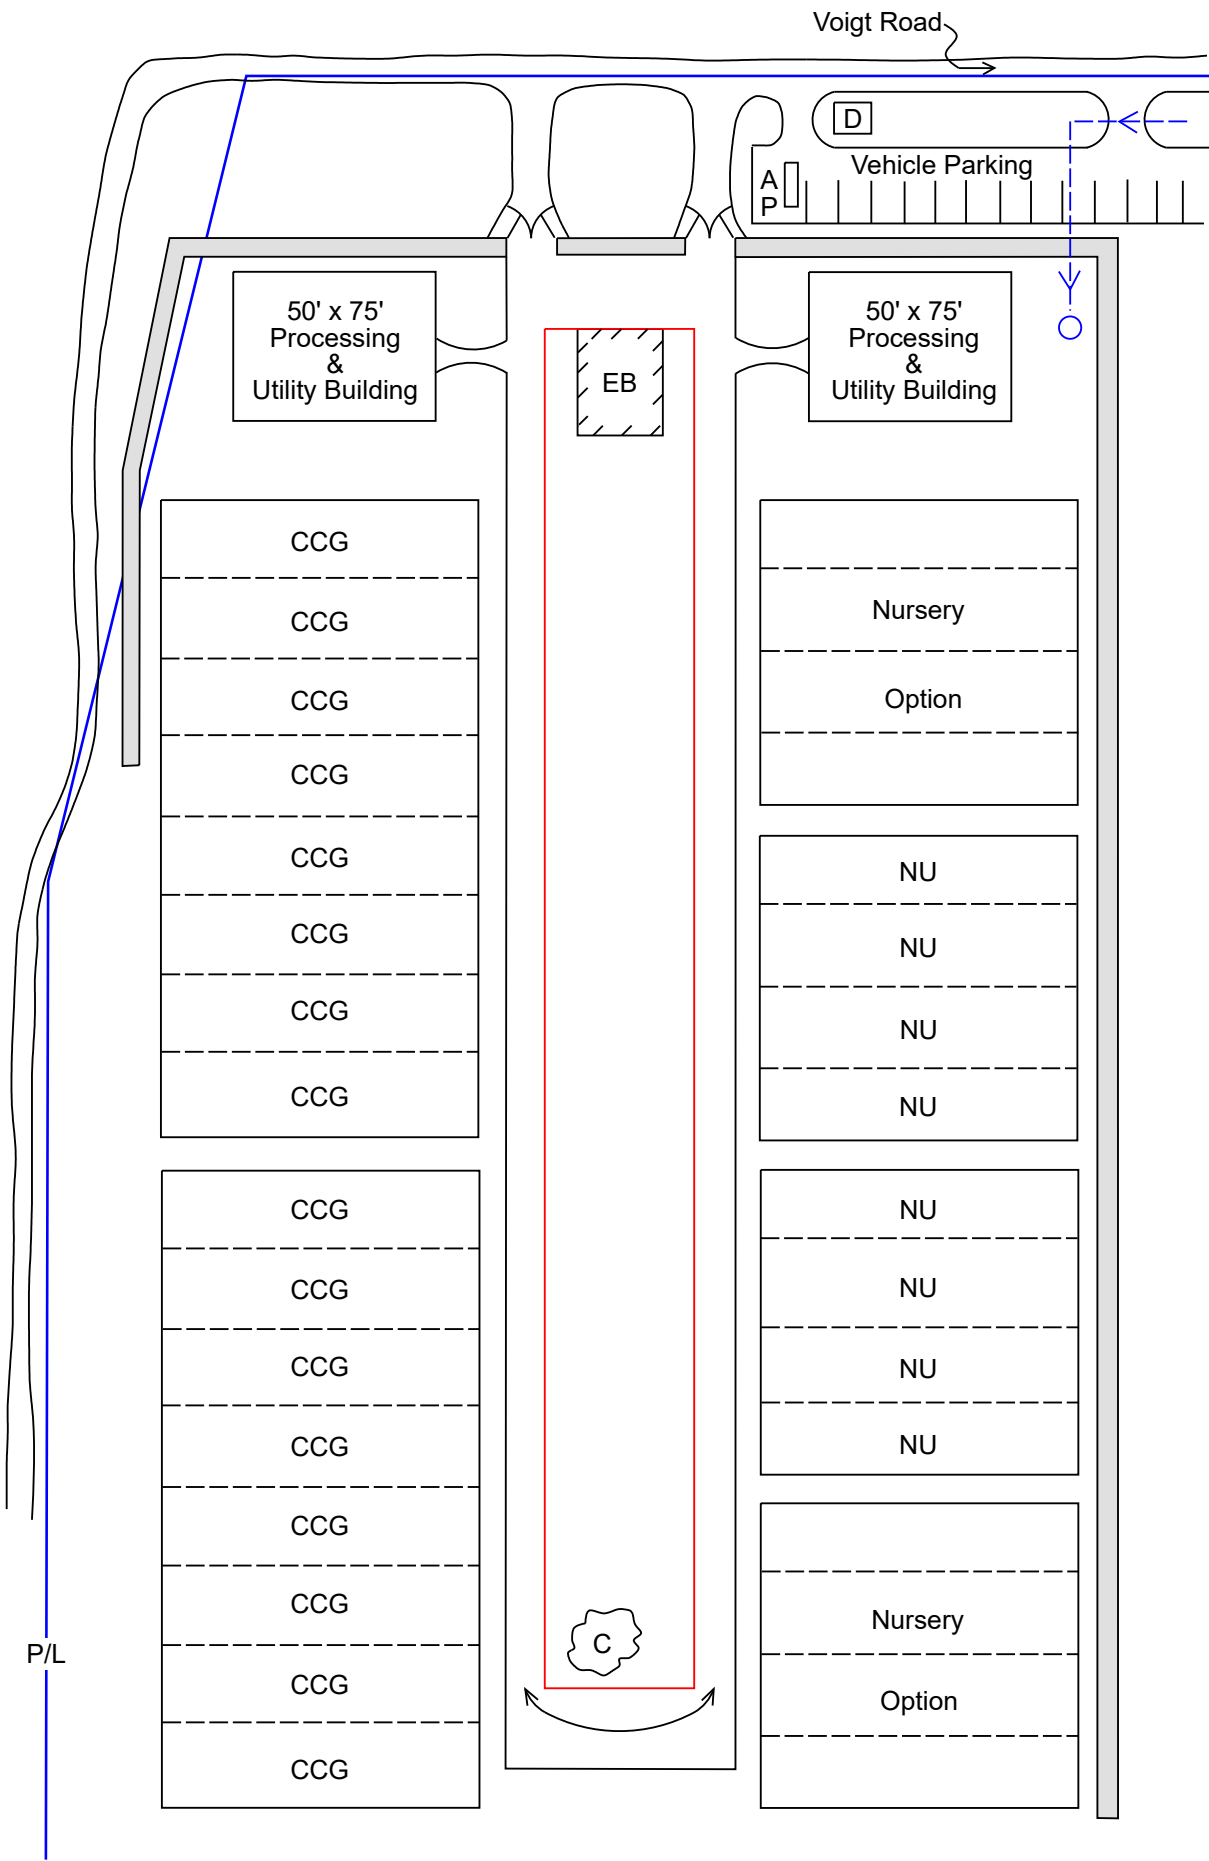 Voigt Road
D
Vehicle Parking
A
P
50' x 75'
Processing
&
Utility Building
50' x 75'
Processing
&
Utility Building
EB
CCG
CCG
CCG
CCG
CCG
CCG
CCG
CCG
Nursery
Option
NU
NU
NU
NU
CCG
CCG
CCG
CCG
CCG
CCG
CCG
CCG
NU
NU
NU
NU
Nursery
Option
C
P/L